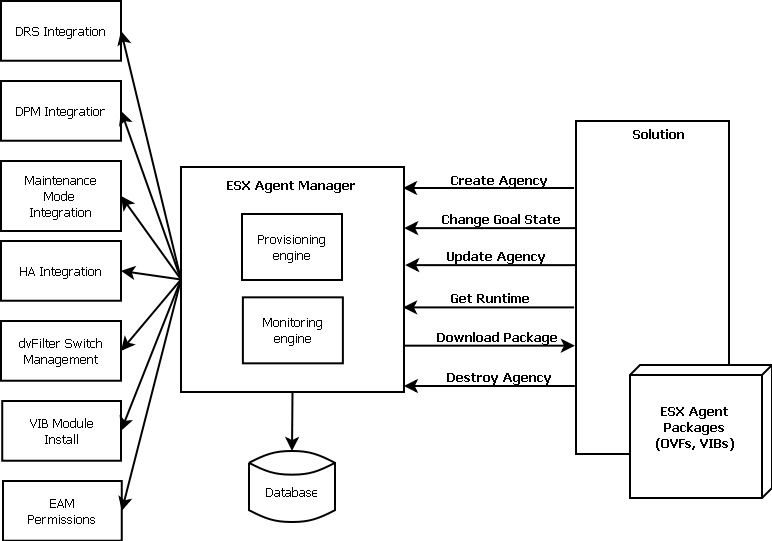 DRS Integration
DPM Integration
Maintenance
Mode
Integration
HA Integration
dvFilter Switch
Management
VIB Module
Install
EAM
Permissions
ESX Agent Manager
Provisioning
engine
Monitoring
engine
Database
Create Agency
Change Goal State
Update Agency
Get Runtime
Download Package
Destroy Agency
Solution
ESX Agent
Packages
(OVFs, VIBs)